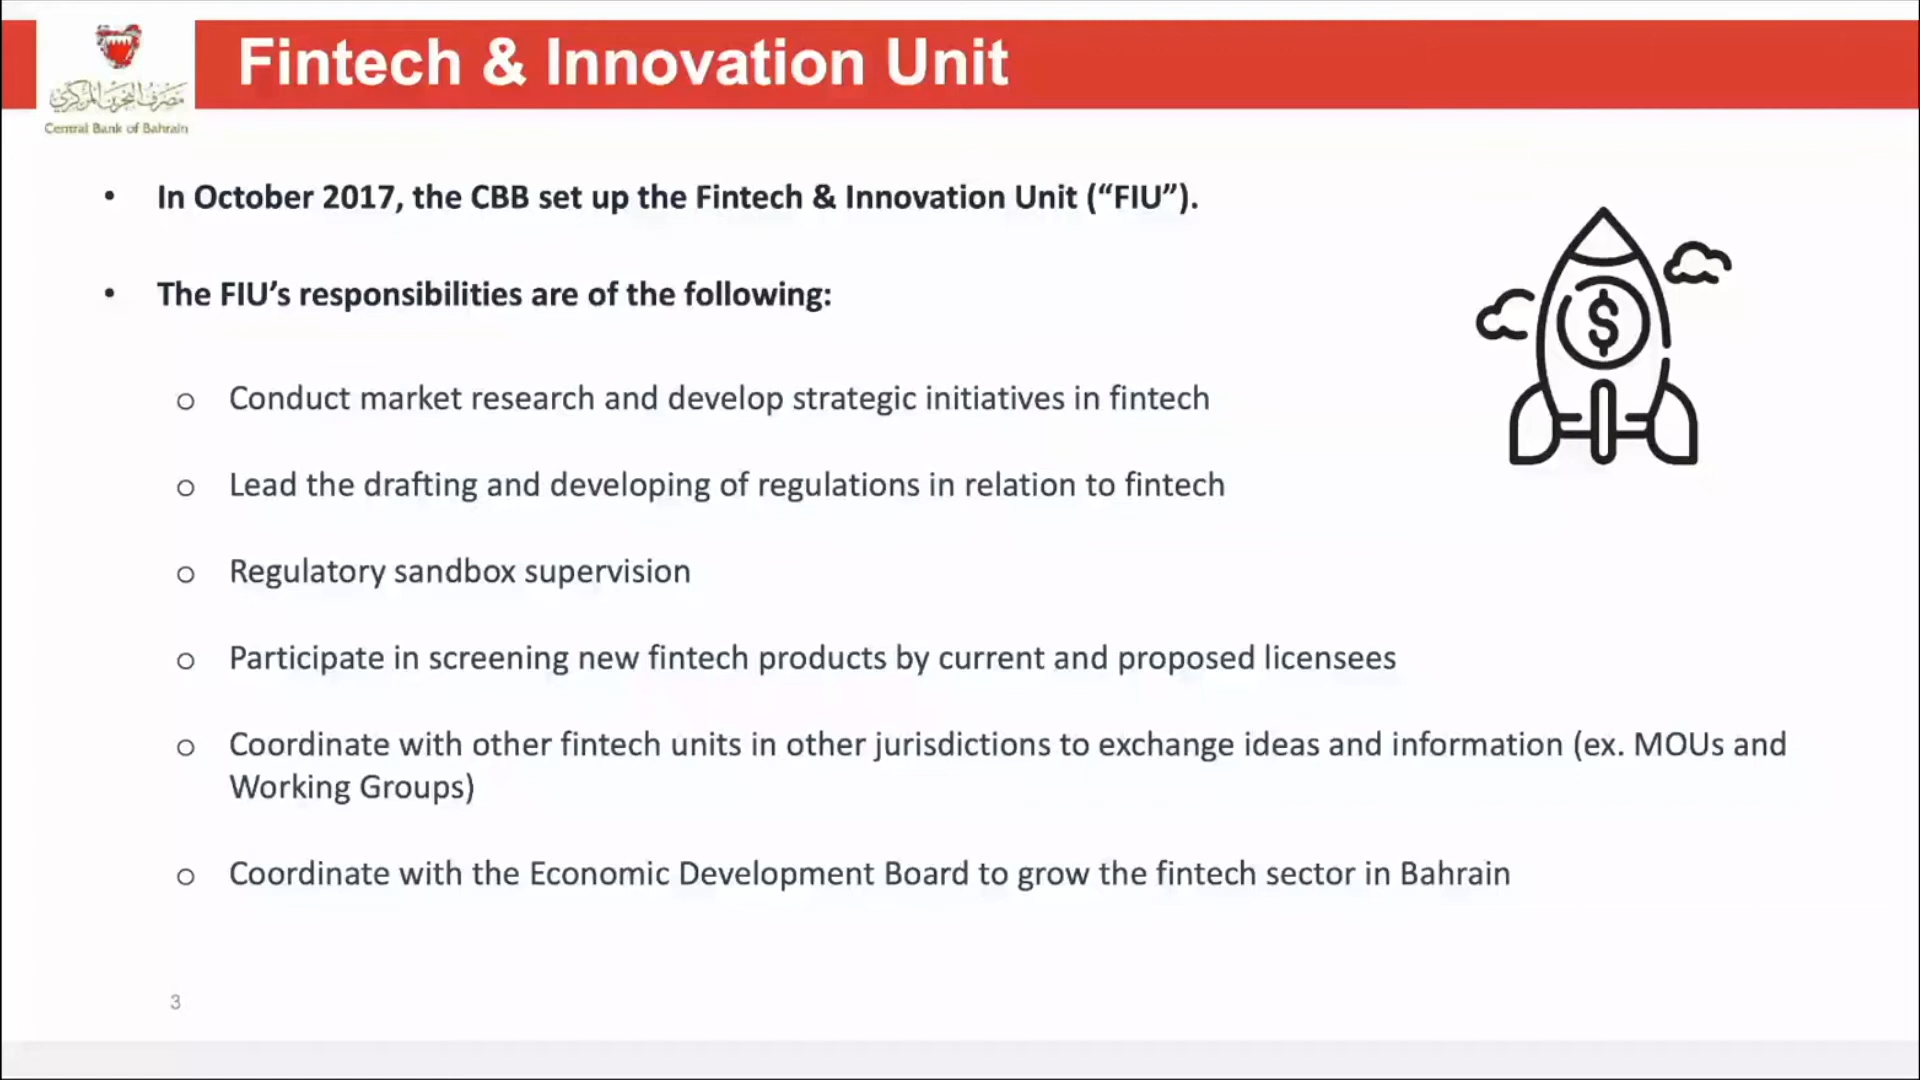 Fintech & Innovation Unit
مصرف البحرين المركزي
Central Bank of Bahrain
• In October 2017, the CBB set up the Fintech & Innovation Unit (“FIU”).
• The FIU’s responsibilities are of the following:
o Conduct market research and develop strategic initiatives in fintech
o Lead the drafting and developing of regulations in relation to fintech
o Regulatory sandbox supervision
o Participate in screening new fintech products by current and proposed licensees
o Coordinate with other fintech units in other jurisdictions to exchange ideas and information (ex. MOUs and
Working Groups)
o Coordinate with the Economic Development Board to grow the fintech sector in Bahrain
$
3